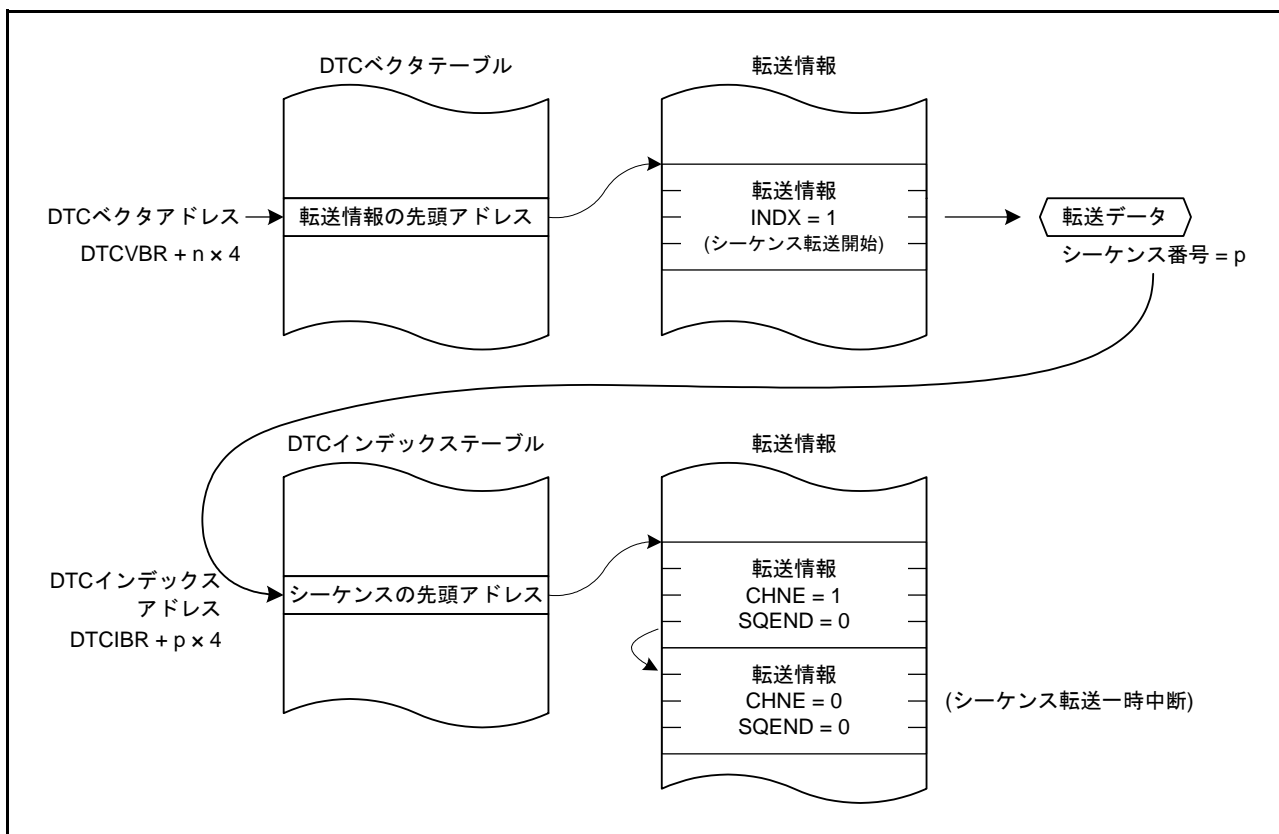 DTCベクタテーブル
転送情報
DTCベクタアドレス
DTCVBR + n × 4
転送情報の先頭アドレス
転送情報
INDX = 1
(シーケンス転送開始)
転送データ
シーケンス番号 = p
DTCインデックステーブル
転送情報
DTCインデックス
アドレス
DTCIBR + p × 4
シーケンスの先頭アドレス
転送情報
CHNE = 1
SQEND = 0
転送情報
CHNE = 0
SQEND = 0
(シーケンス転送一時中断)